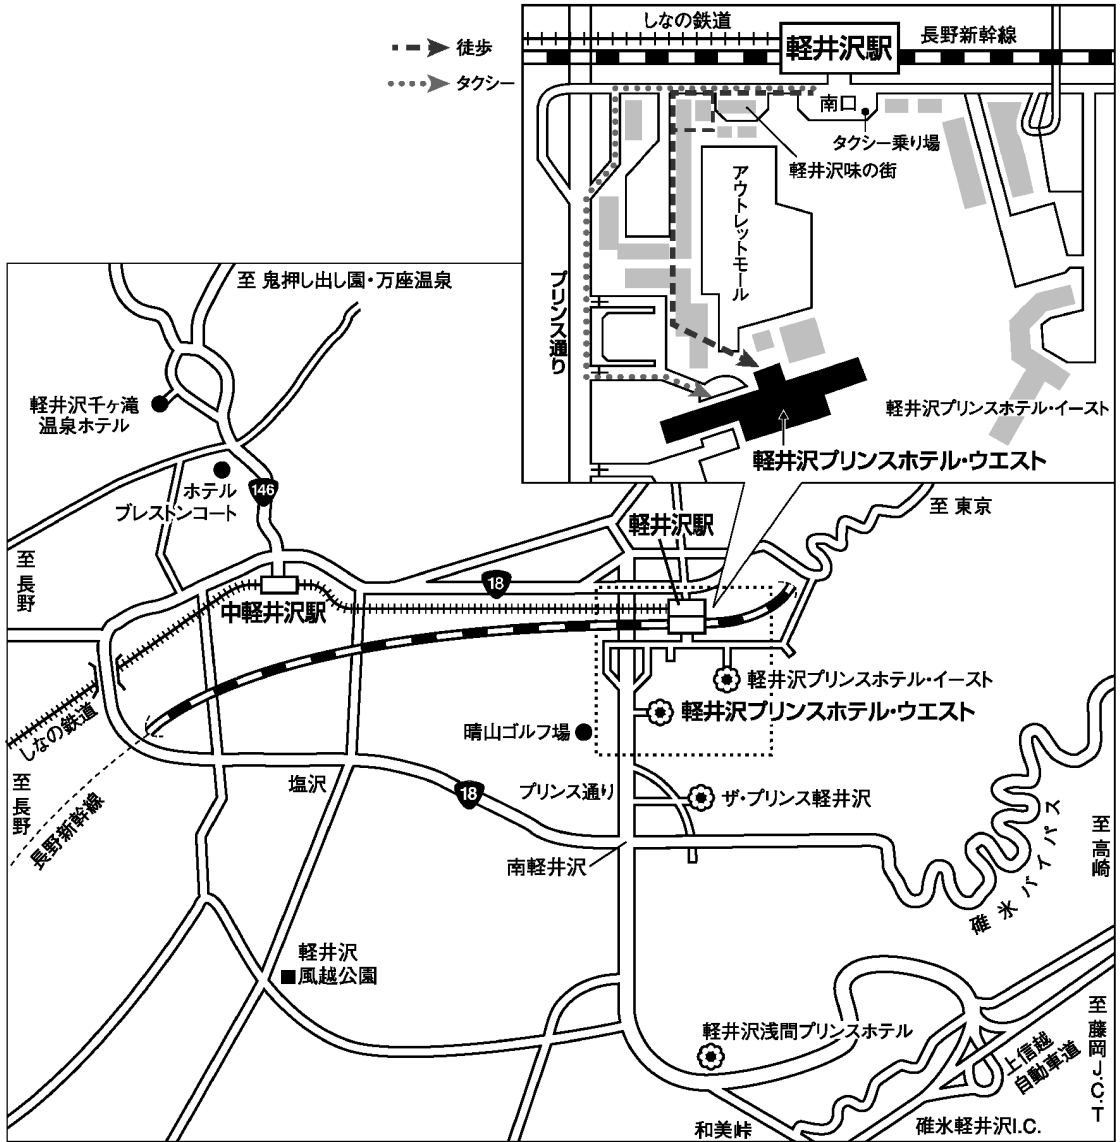 しなの鉄道
軽井沢駅
長野新幹線
徒歩
タクシー
南口
タクシー乗り場
軽井沢味の街
アウトレットモール
プリンス通り
軽井沢プリンスホテル・イースト
軽井沢プリンスホテル・ウエスト
至 鬼押し出し園・万座温泉
軽井沢千ヶ滝
温泉ホテル
ホテル
ブレストンコート
146
至 東京
軽井沢駅
至 長野
18
中軽井沢駅
軽井沢プリンスホテル・イースト
軽井沢プリンスホテル・ウエスト
しなの鉄道
晴山ゴルフ場
至 長野
塩沢
18
プリンス通り
ザ・プリンス軽井沢
長野新幹線
碓氷バイパス
至 高崎
南軽井沢
軽井沢
風越公園
至 藤岡J.C.T
軽井沢浅間プリンスホテル
上信越
自動車道
和美峠
碓氷軽井沢I.C.